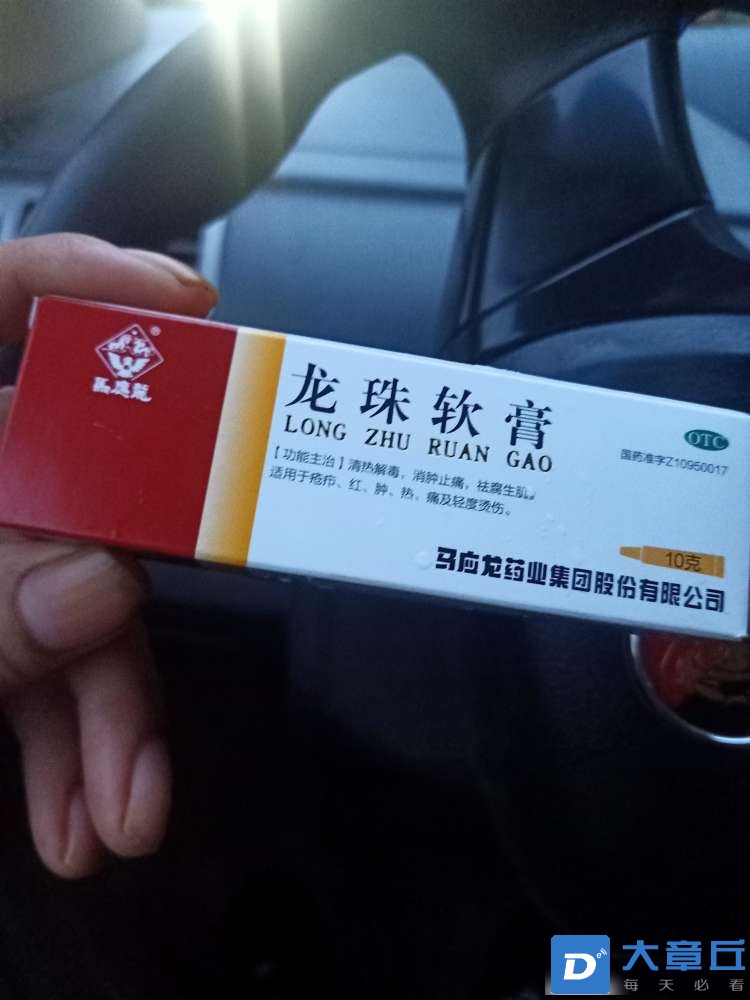 馬應龍
®
龙珠软膏
LONG ZHU RUAN GAO
【功能主治】清热解毒，消肿止痛，祛腐生肌。
适用于疮疖、红、肿、热、痛及轻度烫伤。
OTC
国药准字Z10950017
10克
马应龙药业集团股份有限公司
D
大章丘
每天必看